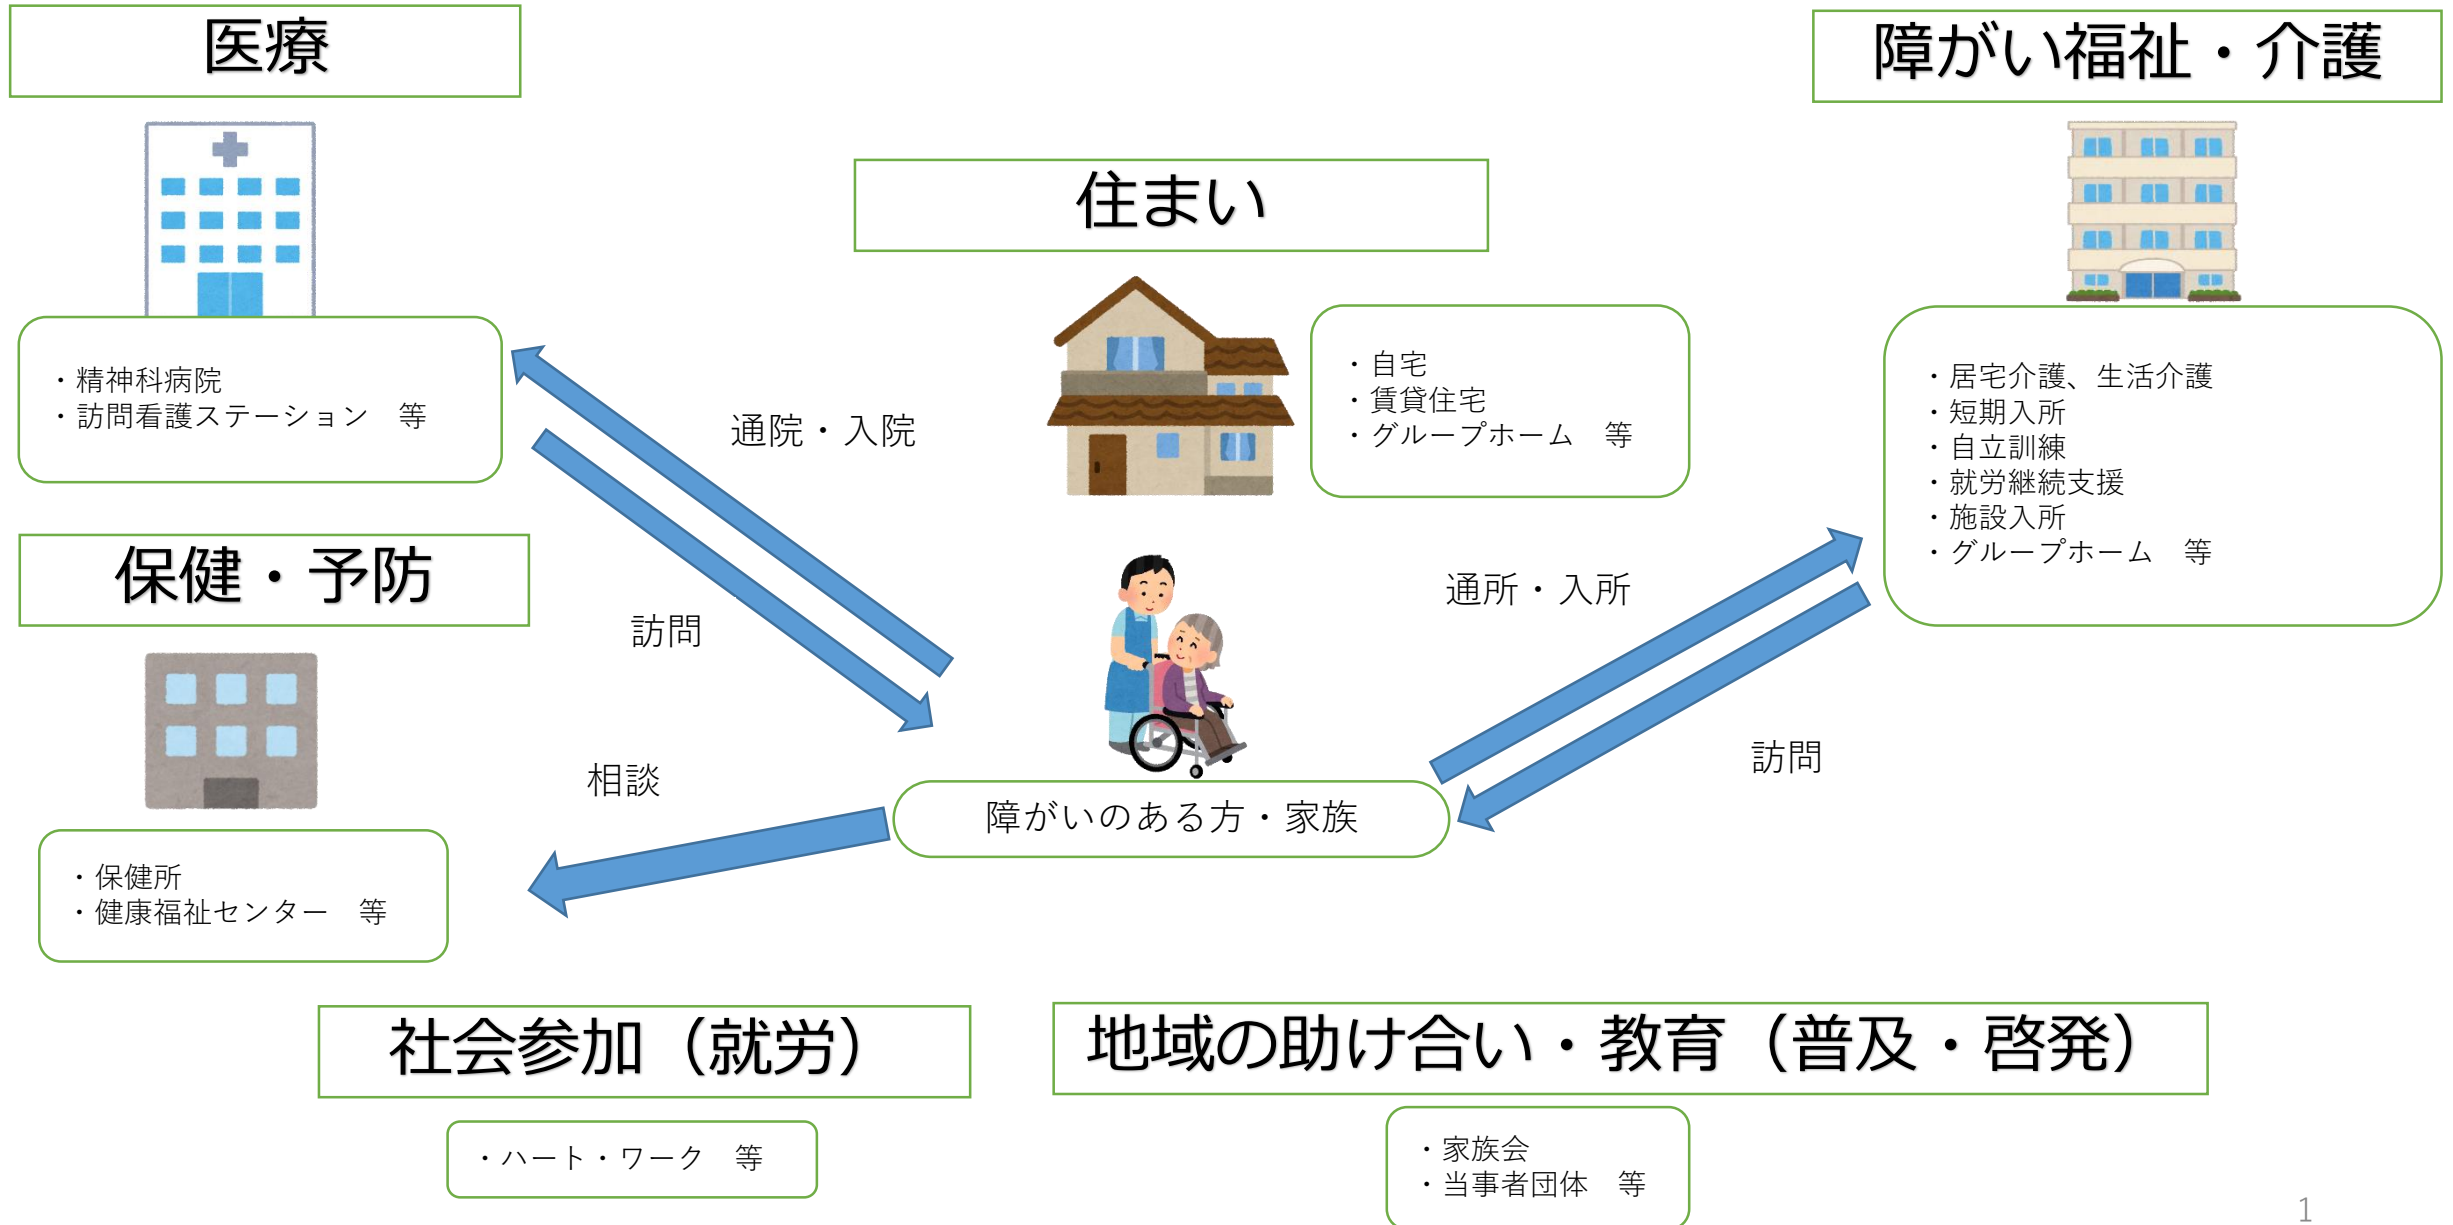 医療
障がい福祉・介護
住まい
・精神科病院
・訪問看護ステーション　等
・自宅
・賃貸住宅
・グループホーム　等
・居宅介護、生活介護
・短期入所
・自立訓練
・就労継続支援
・施設入所
・グループホーム　等
通院・入院
訪問
保健・予防
通所・入所
訪問
相談
障がいのある方・家族
・保健所
・健康福祉センター　等
社会参加（就労）
地域の助け合い・教育（普及・啓発）
・ハート・ワーク　等
・家族会
・当事者団体　等
1